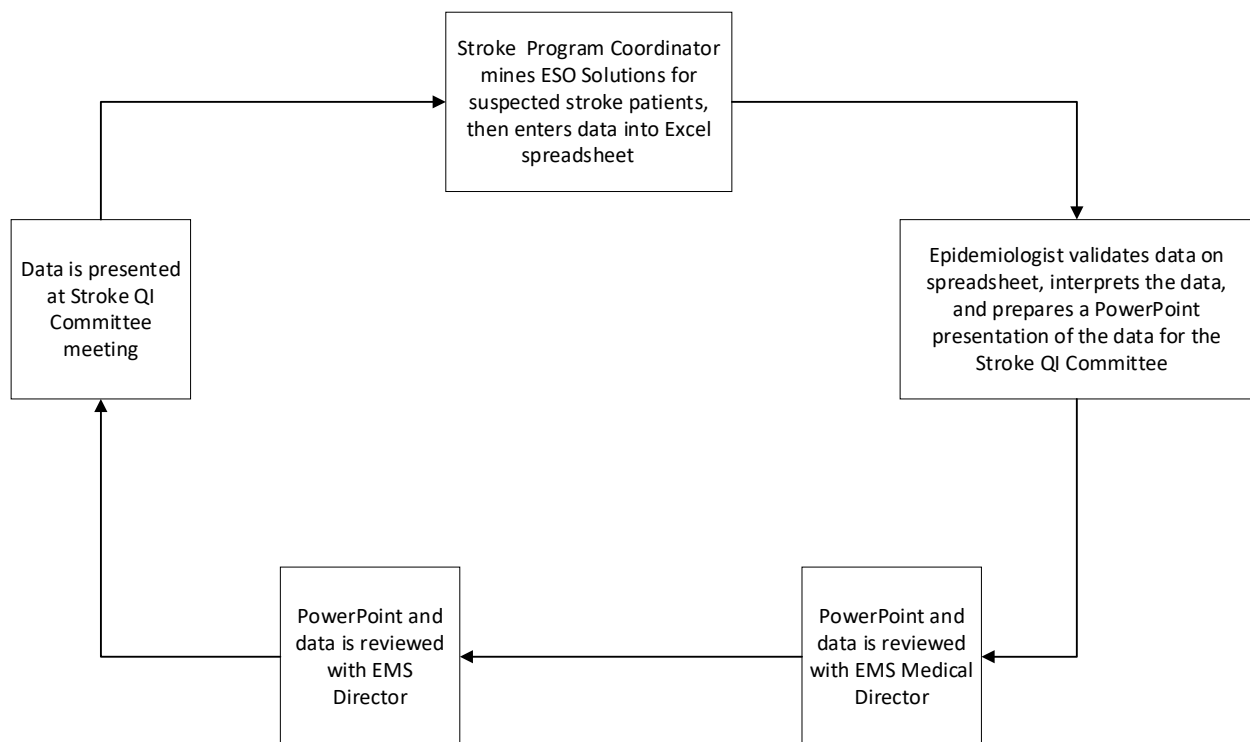 Stroke  Program Coordinator
mines ESO Solutions for
suspected stroke patients,
then enters data into Excel
spreadsheet
Epidemiologist validates data on
spreadsheet, interprets the data,
and prepares a PowerPoint
presentation of the data for the
Stroke QI Committee
PowerPoint and
data is reviewed
with EMS Medical
Director
PowerPoint and
data is reviewed
with EMS
Director
Data is presented
at Stroke QI
Committee
meeting